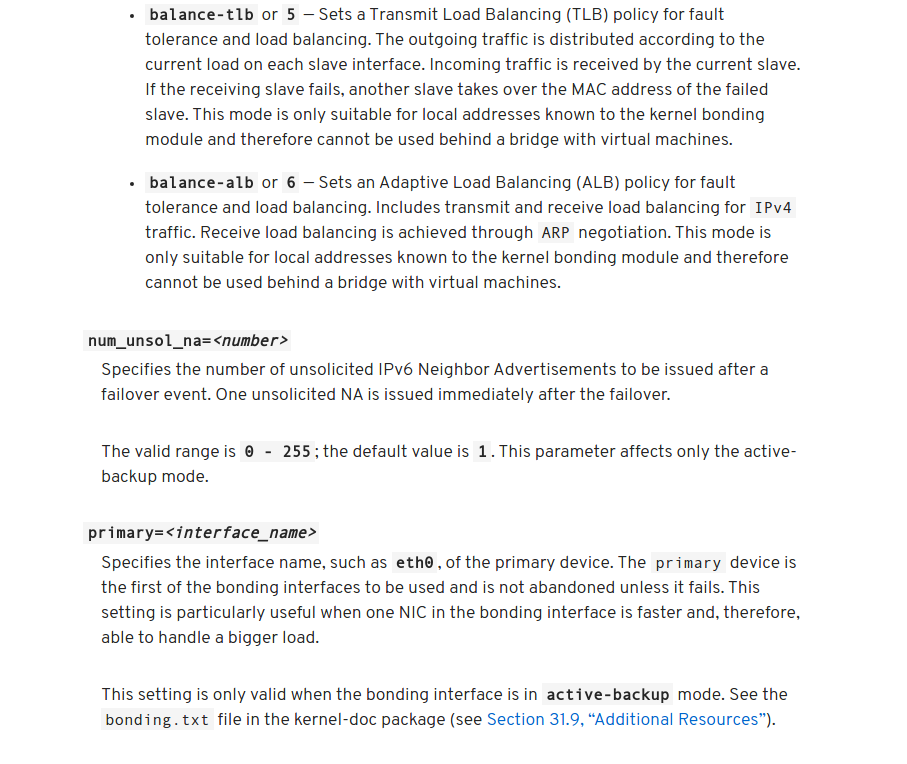 • balance-tlb or 5 — Sets a Transmit Load Balancing (TLB) policy for fault
tolerance and load balancing. The outgoing traffic is distributed according to the
current load on each slave interface. Incoming traffic is received by the current slave.
If the receiving slave fails, another slave takes over the MAC address of the failed
slave. This mode is only suitable for local addresses known to the kernel bonding
module and therefore cannot be used behind a bridge with virtual machines.
• balance-alb or 6 — Sets an Adaptive Load Balancing (ALB) policy for fault
tolerance and load balancing. Includes transmit and receive load balancing for IPv4
traffic. Receive load balancing is achieved through ARP negotiation. This mode is
only suitable for local addresses known to the kernel bonding module and therefore
cannot be used behind a bridge with virtual machines.
num_unsol_na=<number>
Specifies the number of unsolicited IPv6 Neighbor Advertisements to be issued after a
failover event. One unsolicited NA is issued immediately after the failover.
The valid range is 0 - 255; the default value is 1. This parameter affects only the active-
backup mode.
primary=<interface_name>
Specifies the interface name, such as eth0, of the primary device. The primary device is
the first of the bonding interfaces to be used and is not abandoned unless it fails. This
setting is particularly useful when one NIC in the bonding interface is faster and, therefore,
able to handle a bigger load.
This setting is only valid when the bonding interface is in active-backup mode. See the
bonding.txt file in the kernel-doc package (see Section 31.9, “Additional Resources”).